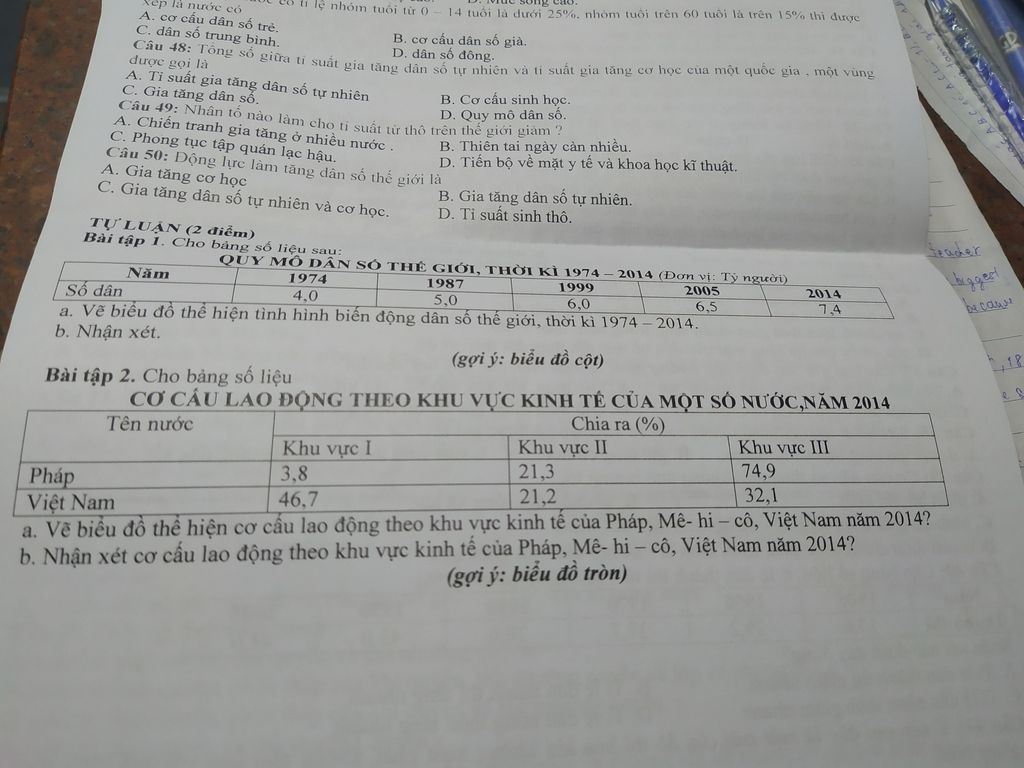 có tỉ lệ nhóm tuổi từ 0 – 14 tuổi là dưới 25%, nhóm tuổi trên 60 tuổi là trên 15% thì được
xếp là nước có
A. cơ cấu dân số trẻ.
B. cơ cấu dân số già.
C. dân số trung bình.
D. dân số đông.
Câu 48: Tổng số giữa tỉ suất gia tăng dân số tự nhiên và tỉ suất gia tăng cơ học của một quốc gia , một vùng
được gọi là
A. Tỉ suất gia tăng dân số tự nhiên
B. Cơ cấu sinh học.
C. Gia tăng dân số.
D. Quy mô dân số.
Câu 49: Nhân tố nào làm cho tỉ suất tử thô trên thế giới giảm ?
A. Chiến tranh gia tăng ở nhiều nước .
B. Thiên tai ngày càn nhiều.
C. Phong tục tập quán lạc hậu.
D. Tiến bộ về mặt y tế và khoa học kĩ thuật.
Câu 50: Động lực làm tăng dân số thế giới là
A. Gia tăng cơ học
B. Gia tăng dân số tự nhiên.
C. Gia tăng dân số tự nhiên và cơ học.
D. Tỉ suất sinh thô.
TỰ LUẬN (2 điểm)
Bài tập 1. Cho bảng số liệu sau:
QUY MÔ DÂN SỐ THẾ GIỚI, THỜI KÌ 1974 – 2014 (Đơn vị: Tỷ người)
Năm 1974 1987 1999 2005 2014
Số dân 4,0 5,0 6,0 6,5 7,4
a. Vẽ biểu đồ thể hiện tình hình biến động dân số thế giới, thời kì 1974 – 2014.
b. Nhận xét.
(gợi ý: biểu đồ cột)
Bài tập 2. Cho bảng số liệu
CƠ CẤU LAO ĐỘNG THEO KHU VỰC KINH TẾ CỦA MỘT SỐ NƯỚC,NĂM 2014
Tên nước Chia ra (%)
Khu vực I Khu vực II Khu vực III
Pháp 3,8 21,3 74,9
Việt Nam 46,7 21,2 32,1
a. Vẽ biểu đồ thể hiện cơ cấu lao động theo khu vực kinh tế của Pháp, Mê- hi – cô, Việt Nam năm 2014?
b. Nhận xét cơ cấu lao động theo khu vực kinh tế của Pháp, Mê- hi – cô, Việt Nam năm 2014?
(gợi ý: biểu đồ tròn)
bigger
because